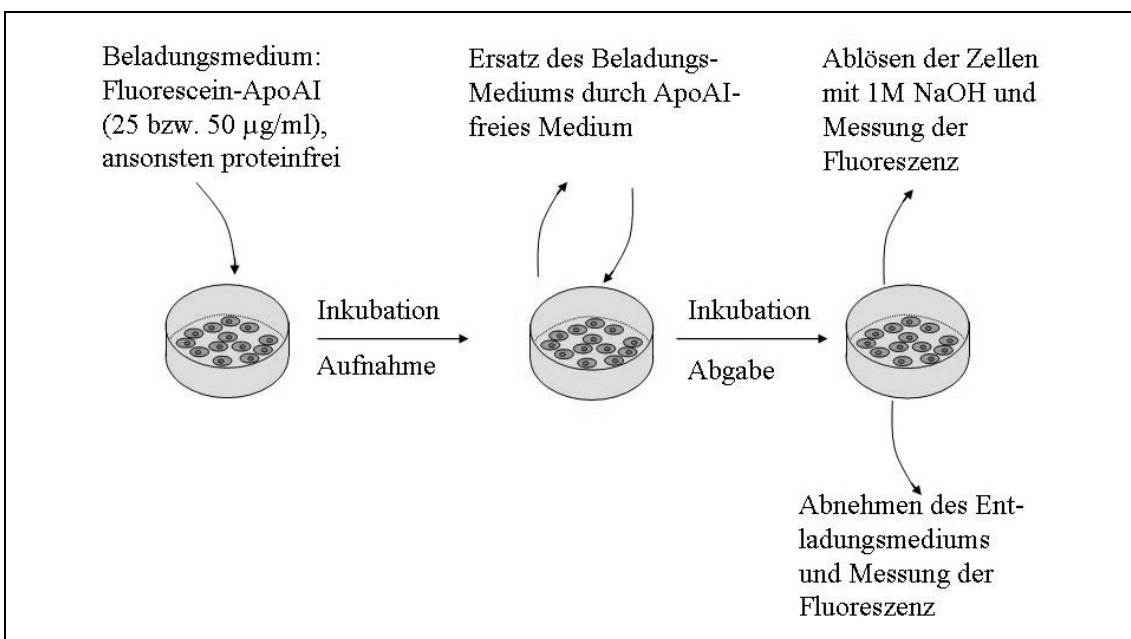 Beladungsmedium:
Fluorescein-ApoAI
(25 bzw. 50 µg/ml),
ansonsten proteinfrei
Ersatz des Beladungs-
Mediums durch ApoAI-
freies Medium
Ablösen der Zellen
mit 1M NaOH und
Messung der
Fluoreszenz
Inkubation
Aufnahme
Inkubation
Abgabe
Abnehmen des Ent-
ladungsmediums
und Messung der
Fluoreszenz